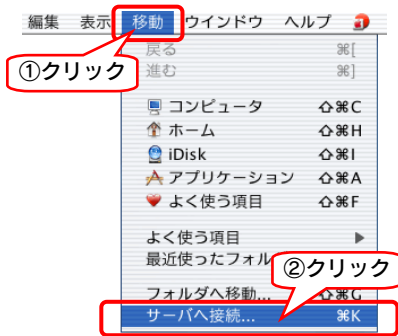 編集 表示 移動 ウインドウ ヘルプ
戻る ⌘[
①クリック
進む ⌘]
コンピュータ ⇧⌘C
ホーム ⇧⌘H
iDisk ⇧⌘I
アプリケーション ⇧⌘A
よく使う項目 ⇧⌘F
よく使う項目 ▶
最近使ったフォル
②クリック
フォルダへ移動... ⇧⌘G
サーバへ接続... ⌘K